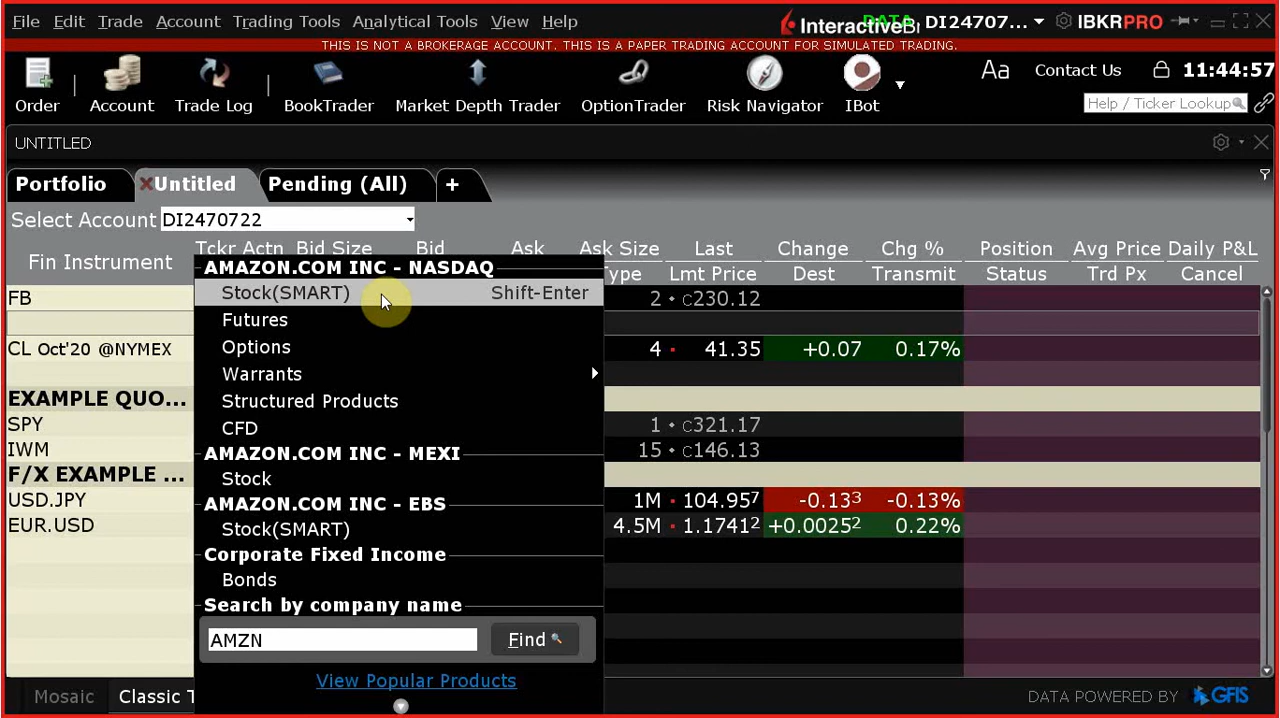 File Edit Trade Account Trading Tools Analytical Tools View Help InteractiveB DATA DI24707... IBKRPRO
THIS IS NOT A BROKERAGE ACCOUNT. THIS IS A PAPER TRADING ACCOUNT FOR SIMULATED TRADING.
Order Account Trade Log BookTrader Market Depth Trader OptionTrader Risk Navigator IBot Aa Contact Us 11:44:57
Help / Ticker Lookup
UNTITLED
Portfolio Untitled Pending (All) +
Select Account DI2470722
Fin Instrument Tckr Actn Bid Size Bid Ask Ask Size Last Change Chg % Position Avg Price Daily P&L
Type Lmt Price Dest Transmit Status Trd Px Cancel
AMAZON.COM INC - NASDAQ
Stock(SMART) Shift-Enter
Futures
Options
Warrants
Structured Products
CFD
AMAZON.COM INC - MEXI
Stock
AMAZON.COM INC - EBS
Stock(SMART)
Corporate Fixed Income
Bonds
Search by company name
AMZN Find
View Popular Products
FB 2 • C230.12
CL Oct'20 @NYMEX 4 • 41.35 +0.07 0.17%
EXAMPLE QUO...
SPY 1 • C321.17
IWM 15 • C146.13
F/X EXAMPLE ...
USD.JPY 1M • 104.957 -0.133 -0.13%
EUR.USD 4.5M • 1.17412 +0.00252 0.22%
Mosaic Classic T DATA POWERED BY GFIS